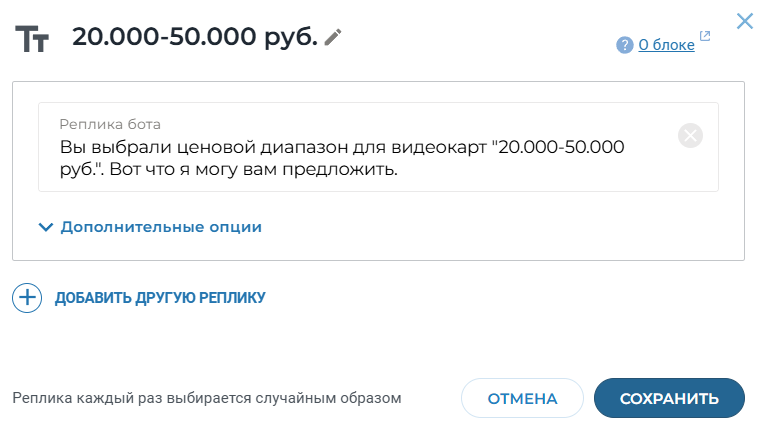 Тт 20.000-50.000 руб.
? О блоке
Реплика бота
Вы выбрали ценовой диапазон для видеокарт "20.000-50.000
руб.". Вот что я могу вам предложить.
Дополнительные опции
ДОБАВИТЬ ДРУГУЮ РЕПЛИКУ
Реплика каждый раз выбирается случайным образом
ОТМЕНА
СОХРАНИТЬ